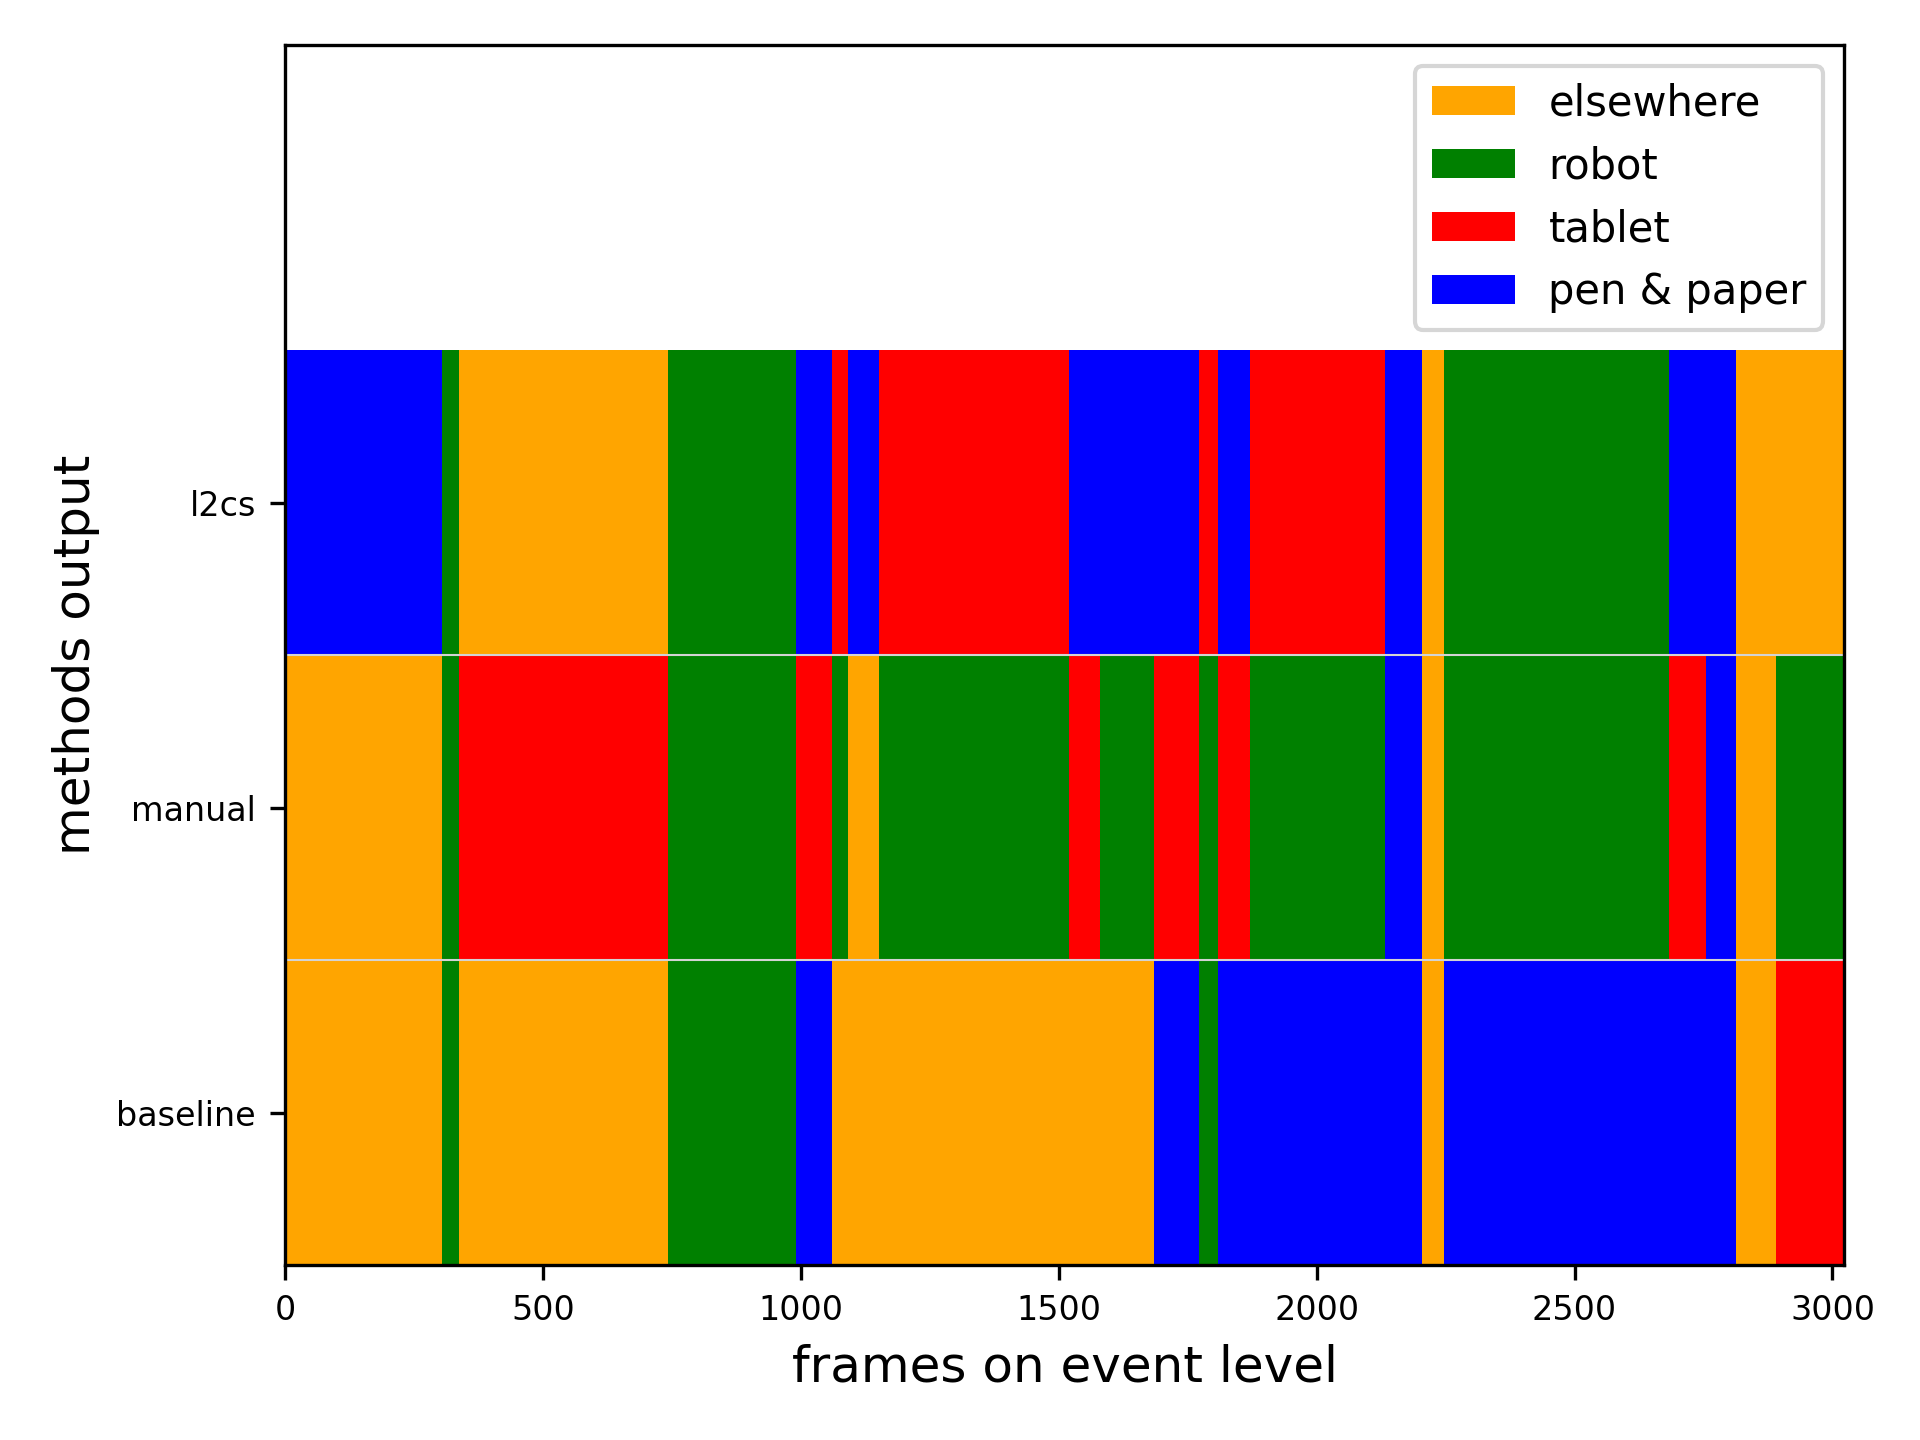 elsewhere
robot
tablet
pen & paper
methods output
l2cs
manual
baseline
0 500 1000 1500 2000 2500 3000
frames on event level